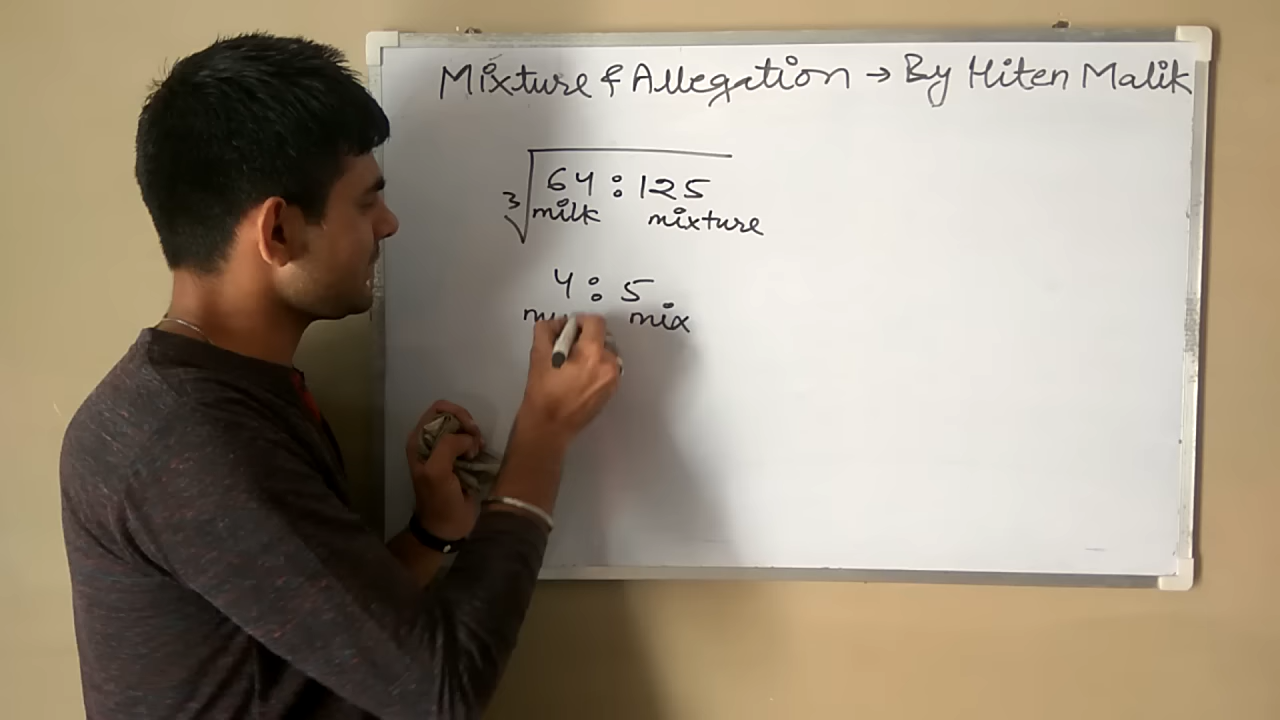 Mixture & Allegation → By Hiten Malik
3√64 : 125
milk mixture
4 : 5
mix